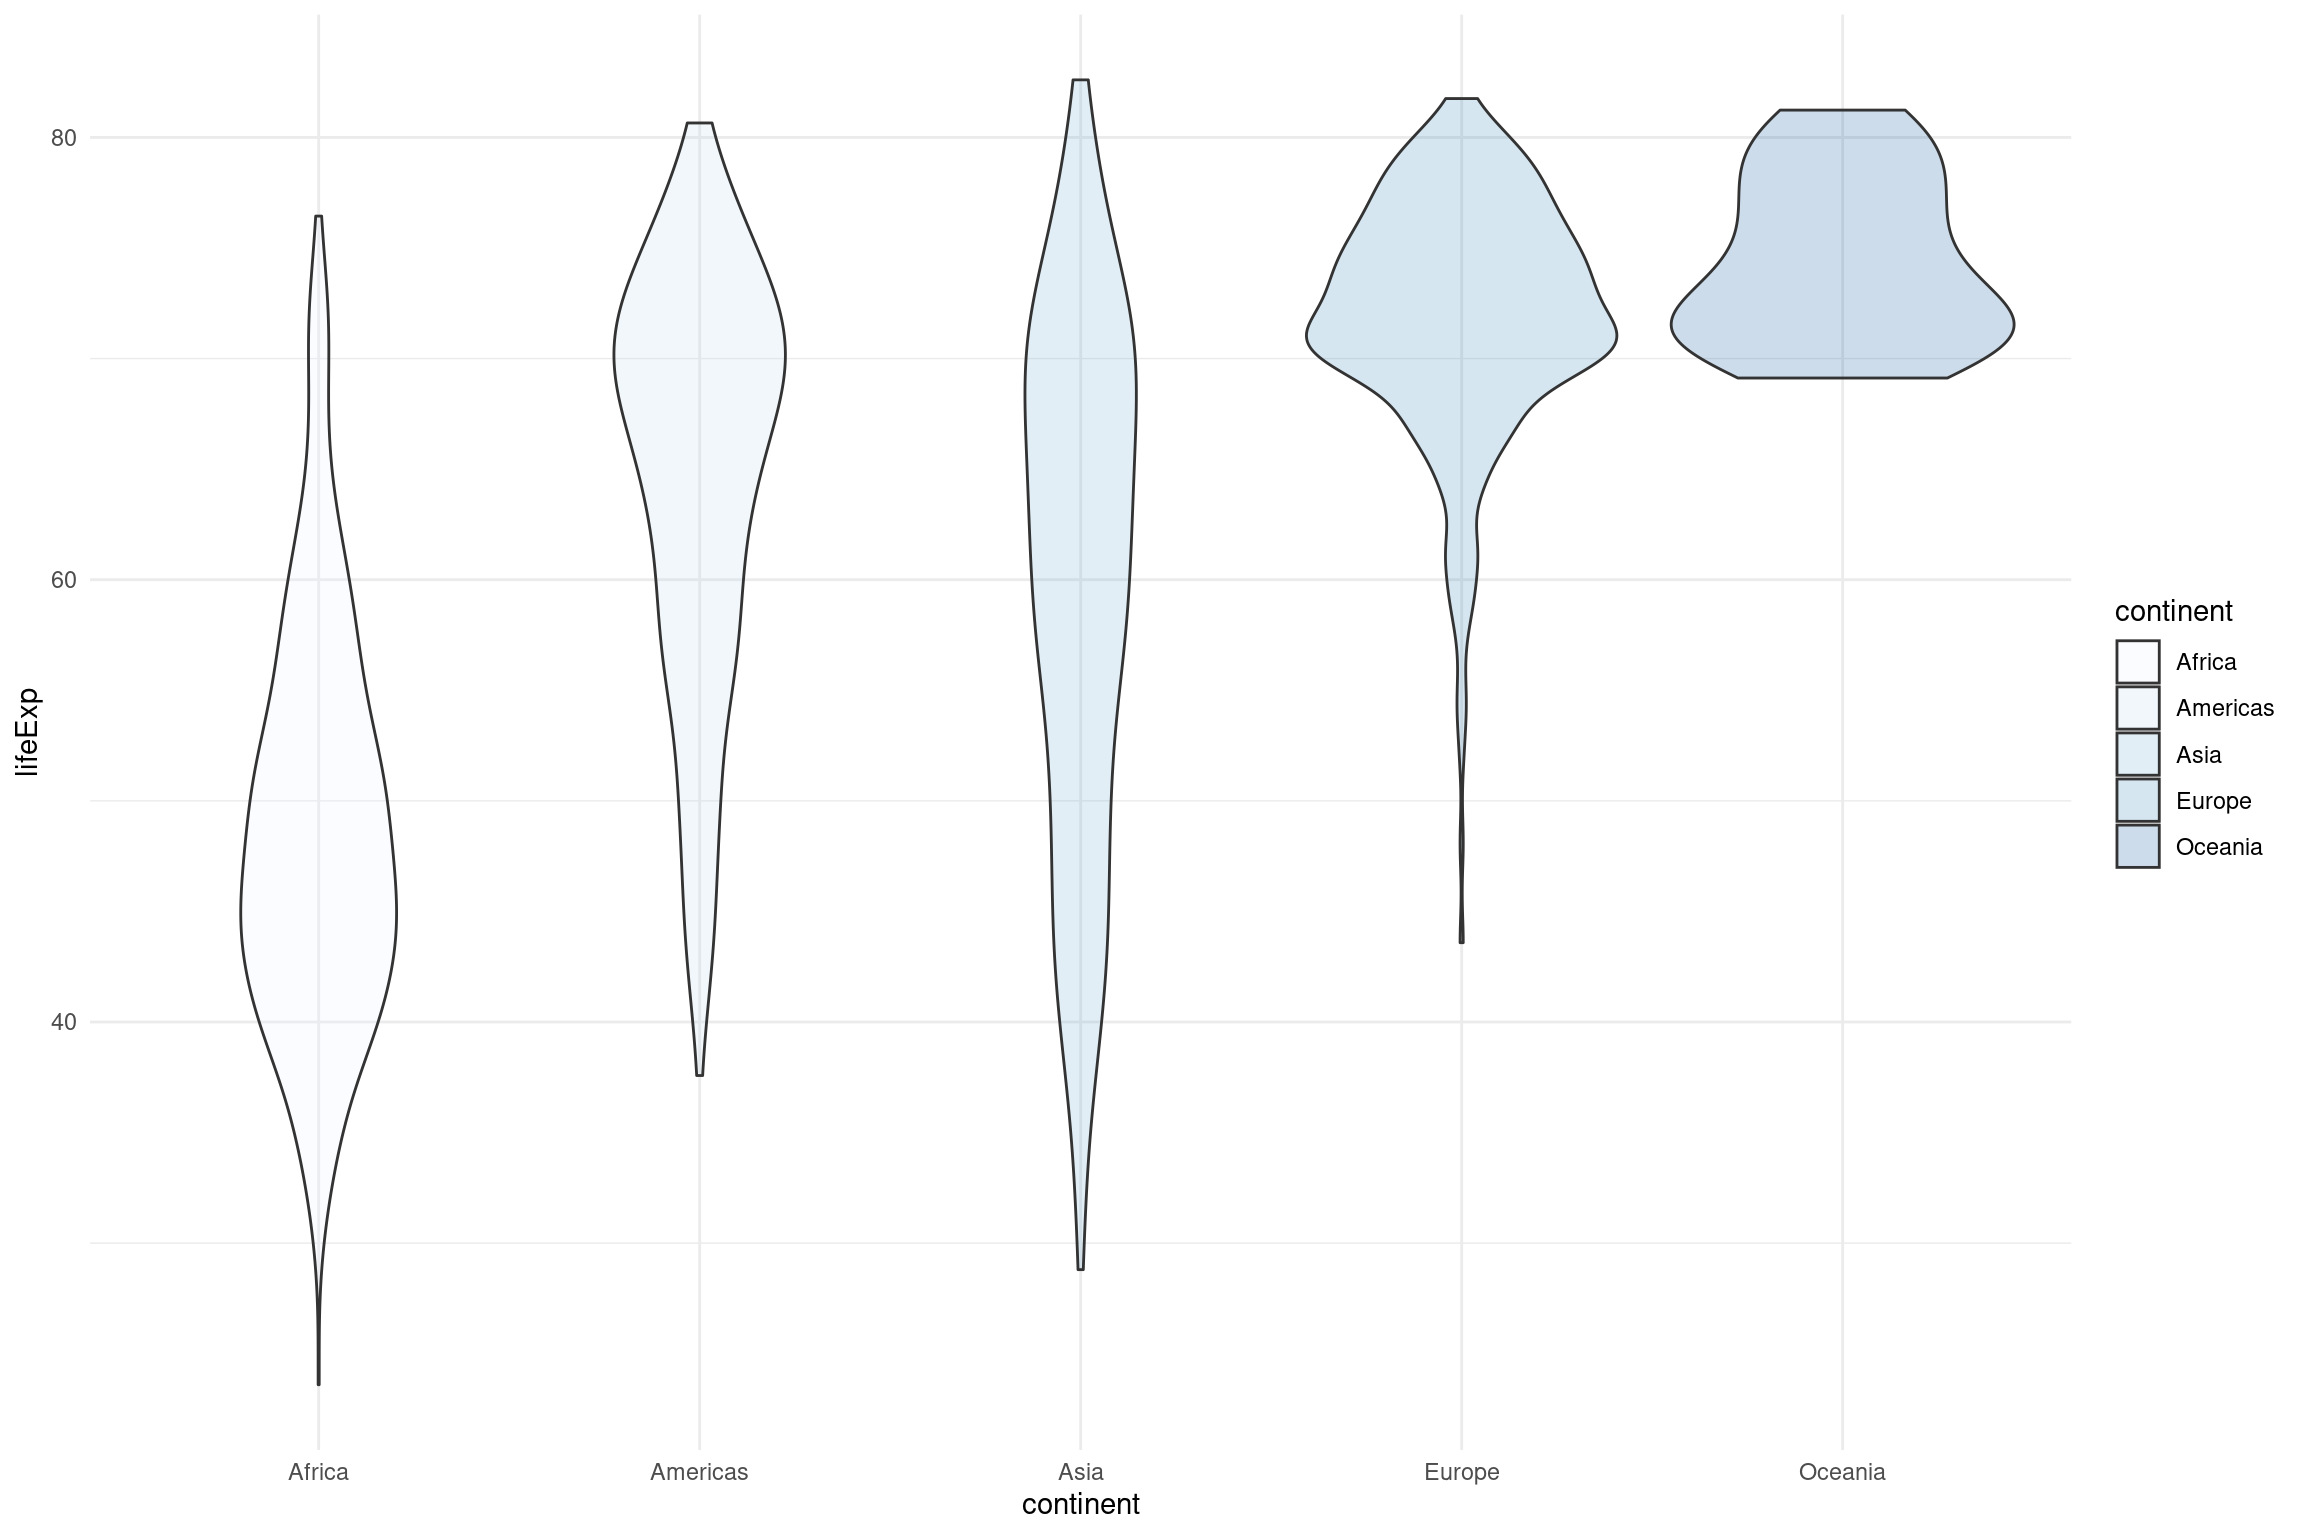 80
60
40
lifeExp
Africa
Americas
Asia
Europe
Oceania
continent
continent
Africa
Americas
Asia
Europe
Oceania